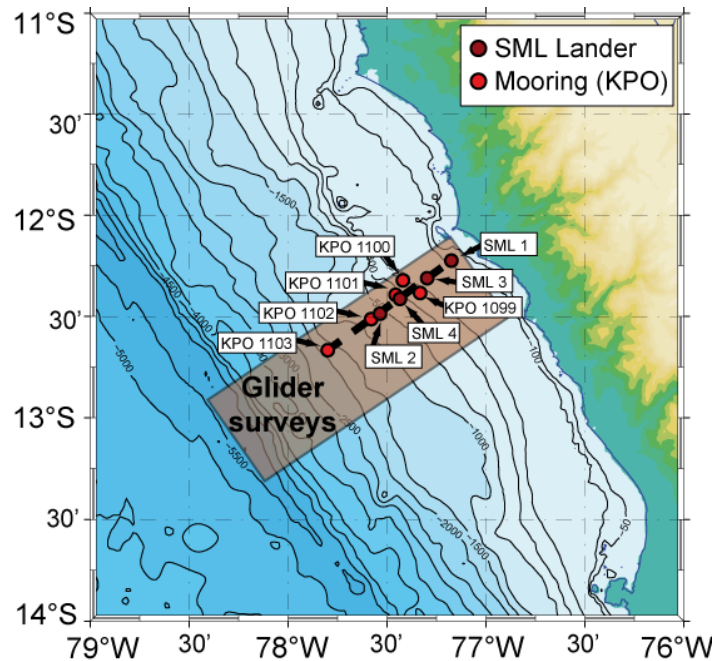 11°S
30'
12°S
30'
13°S
30'
14°S
79°W
30'
78°W
30'
77°W
30'
76°W
SML Lander
Mooring (KPO)
KPO 1100
SML 1
KPO 1101
SML 3
KPO 1102
KPO 1099
KPO 1103
SML 4
SML 2
Glider
surveys
-1500
-4500
-4000
-5000
-5500
-2500
-1000
-2000
-1500
-100
-50